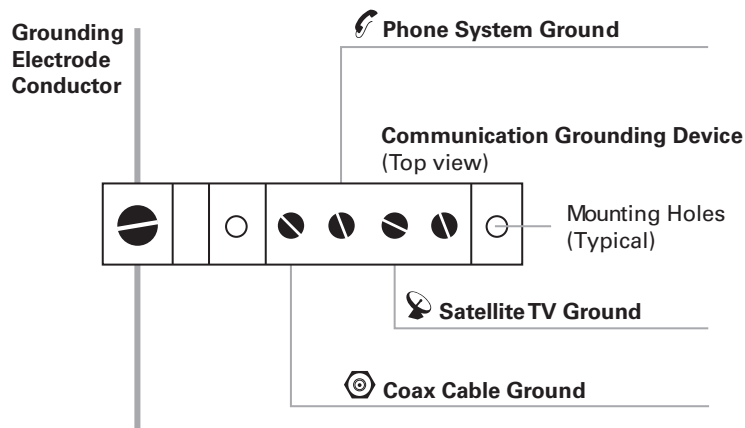 Grounding
Electrode
Conductor
Phone System Ground
Communication Grounding Device
(Top view)
Mounting Holes
(Typical)
Satellite TV Ground
Coax Cable Ground